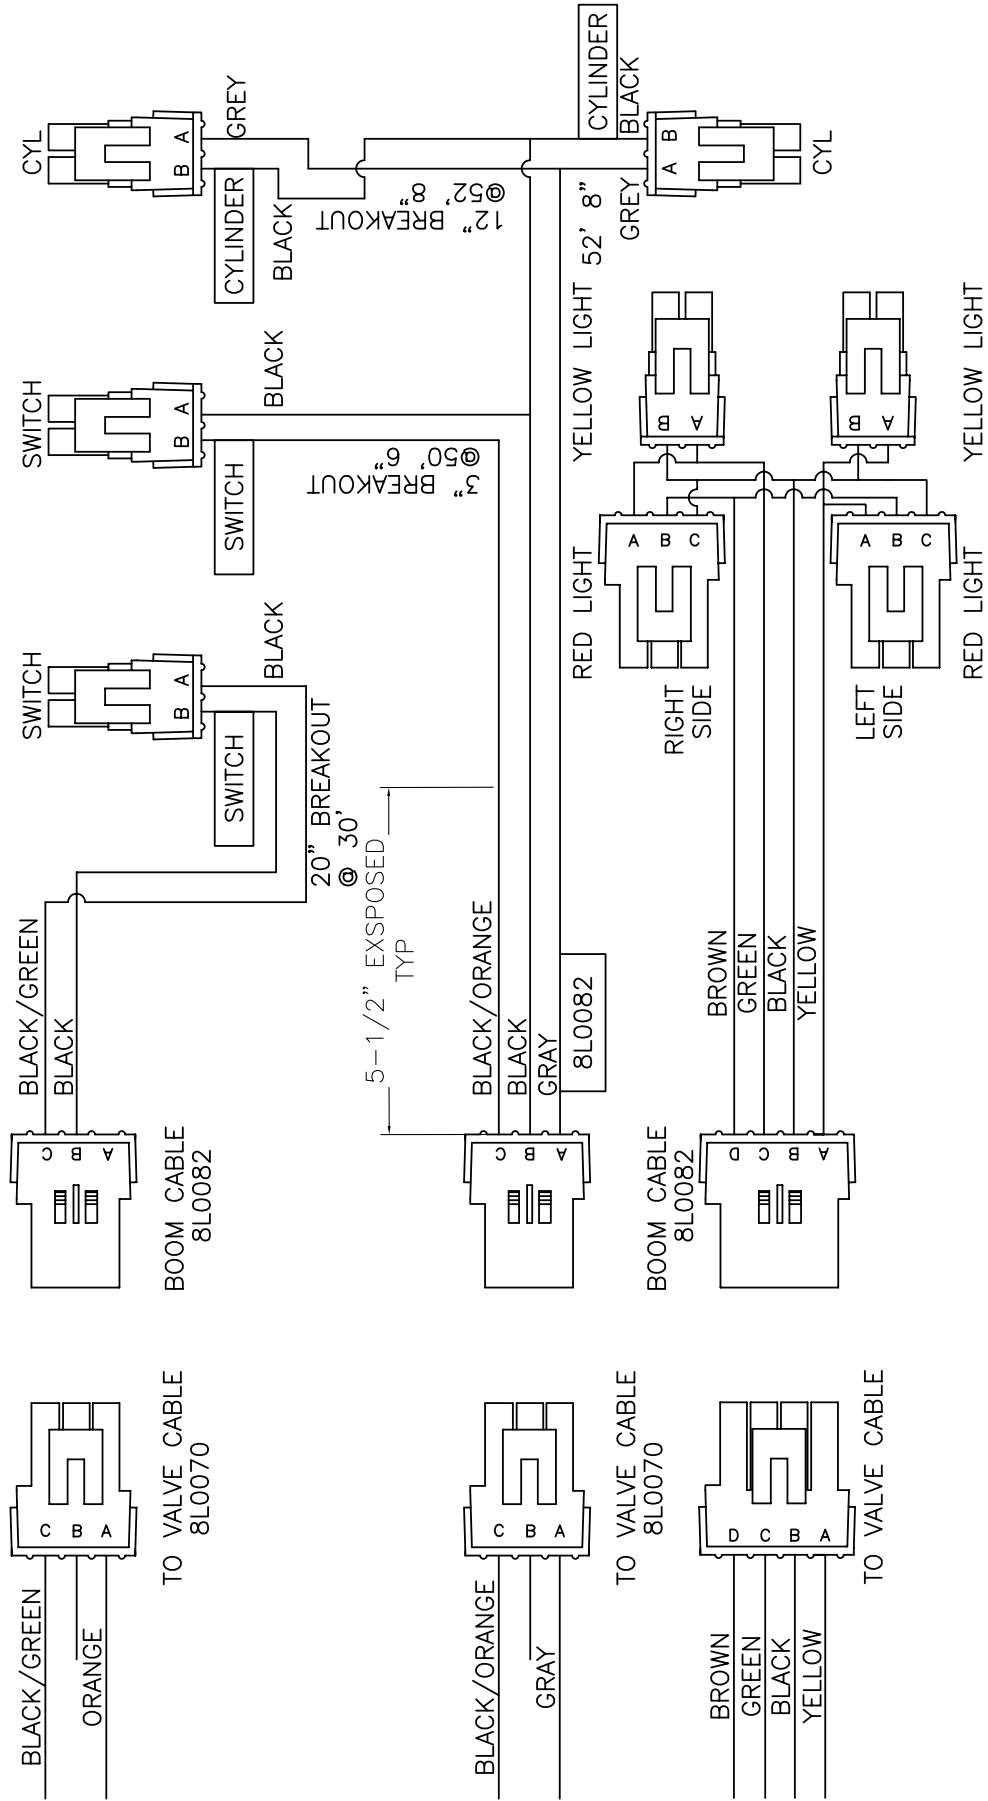 BLACK/GREEN
ORANGE
C
B
A
TO VALVE CABLE
8L0070
BOOM CABLE
8L0082
C
B
A
BLACK/GREEN
BLACK
20" BREAKOUT
@ 30'
SWITCH
BLACK
B
A
SWITCH
BLACK/ORANGE
GRAY
C
B
A
TO VALVE CABLE
8L0070
C
B
A
5-1/2" EXSPOSED
TYP
BLACK/ORANGE
BLACK
GRAY
8L0082
SWITCH
BLACK
B
A
SWITCH
3" BREAKOUT
@50' 6"
CYLINDER
BLACK
GREY
B
A
CYL
12" BREAKOUT
@52' 8"
52' 8"
GREY
CYLINDER
BLACK
A
B
CYL
BROWN
GREEN
BLACK
YELLOW
D
C
B
A
TO VALVE CABLE
BOOM CABLE
8L0082
D
C
B
A
BROWN
GREEN
BLACK
YELLOW
RIGHT
SIDE
RED LIGHT
A
B
C
YELLOW LIGHT
B
A
LEFT
SIDE
RED LIGHT
A
B
C
YELLOW LIGHT
B
A